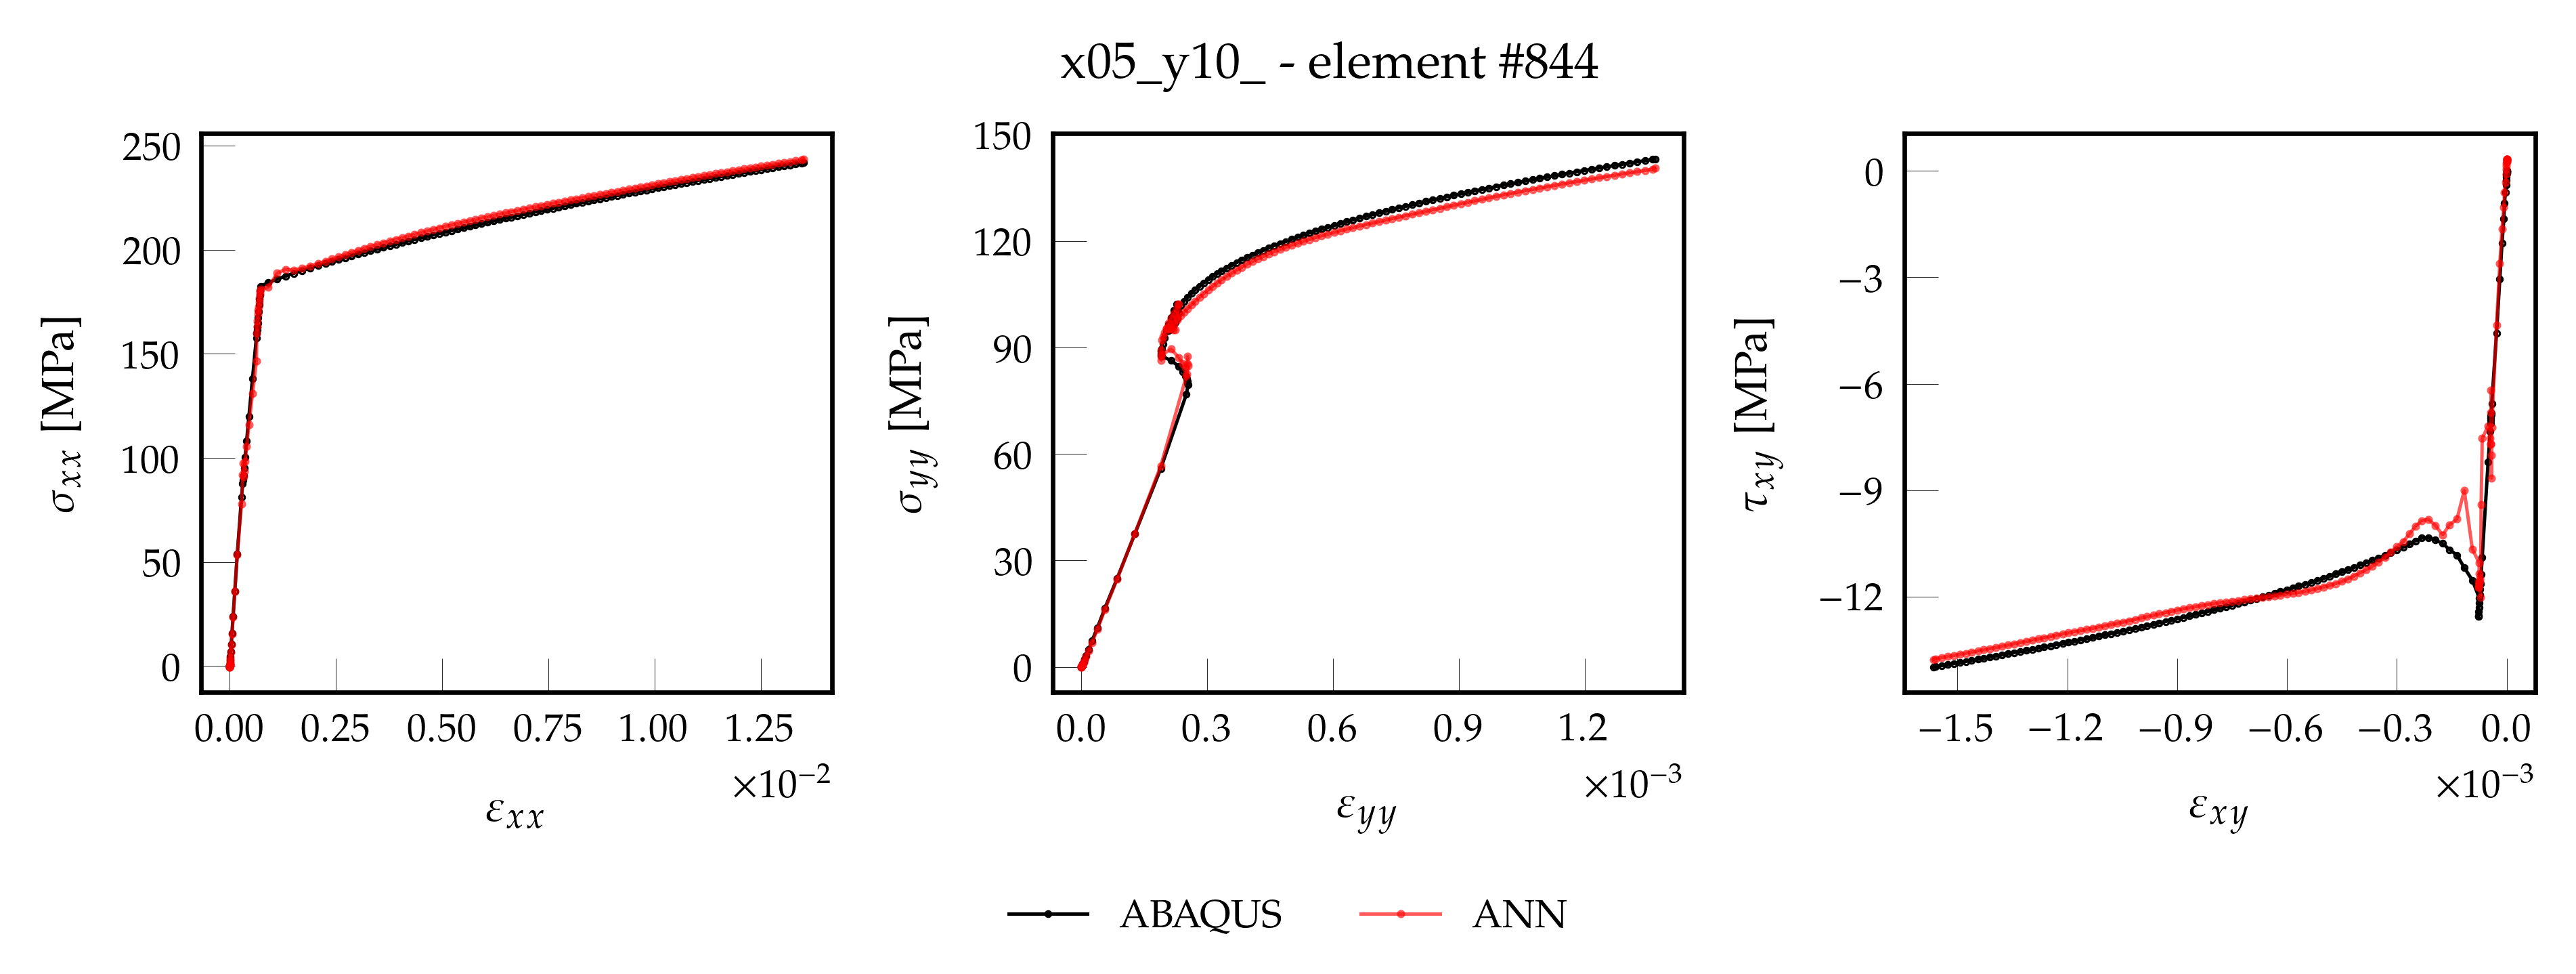 x05_y10_ - element #844
σxx [MPa]
250
200
150
100
50
0
0.00 0.25 0.50 0.75 1.00 1.25
×10−2
εxx
σyy [MPa]
150
120
90
60
30
0
0.0 0.3 0.6 0.9 1.2
×10−3
εyy
τxy [MPa]
0
−3
−6
−9
−12
−1.5 −1.2 −0.9 −0.6 −0.3 0.0
×10−3
εxy
ABAQUS ANN